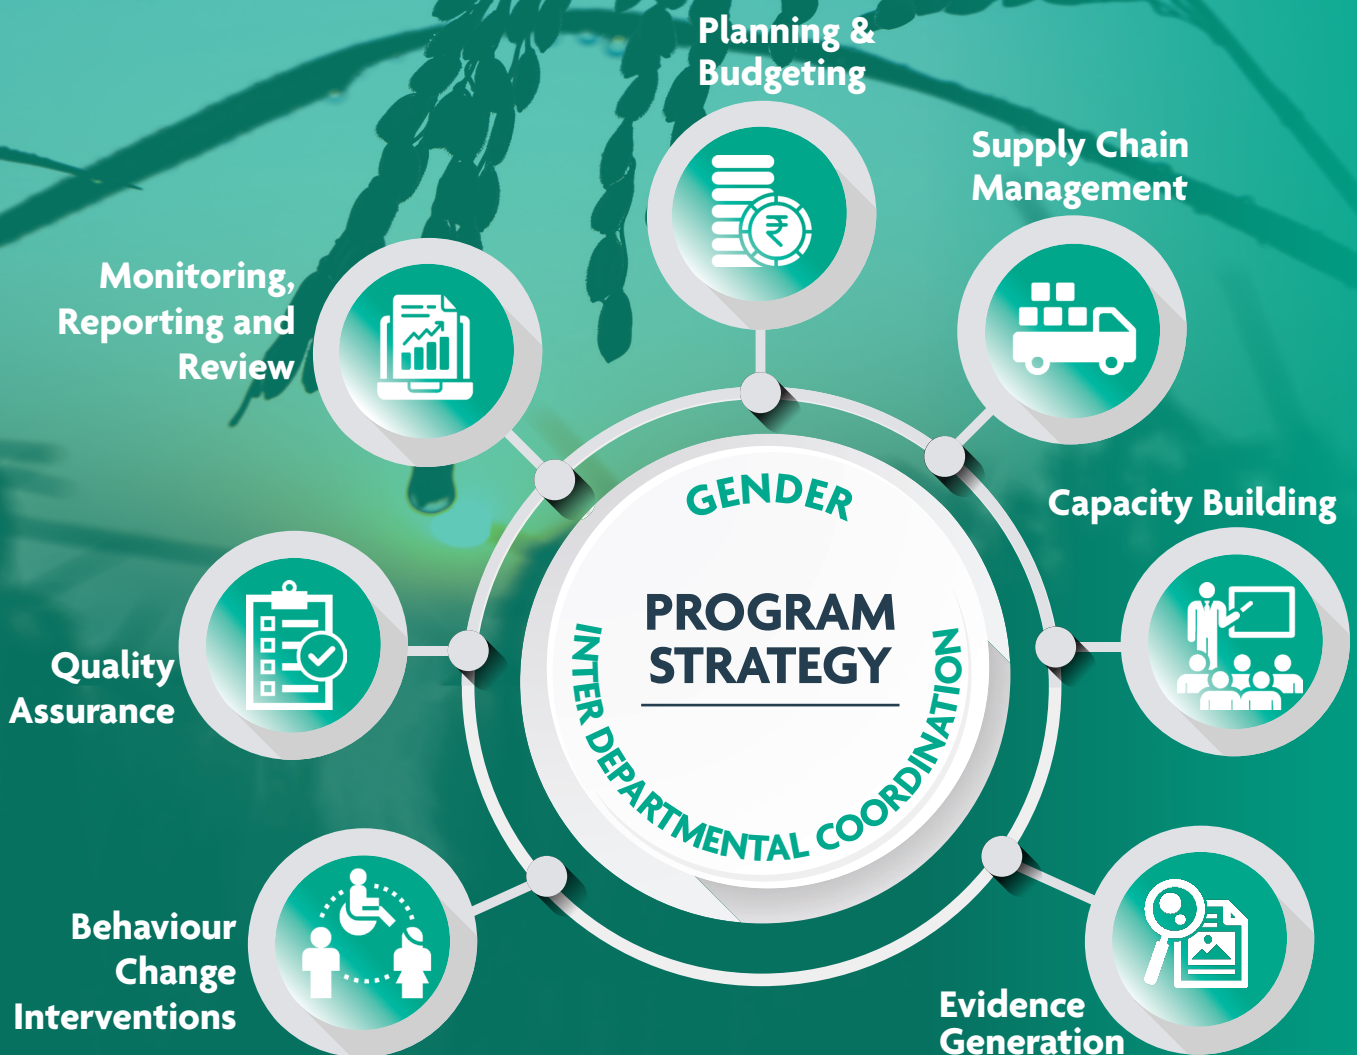 Planning &
Budgeting
Supply Chain
Management
Monitoring,
Reporting and
Review
₹
GENDER
Capacity Building
PROGRAM
STRATEGY
INTER DEPARTMENTAL COORDINATION
Quality
Assurance
Behaviour
Change
Interventions
Evidence
Generation